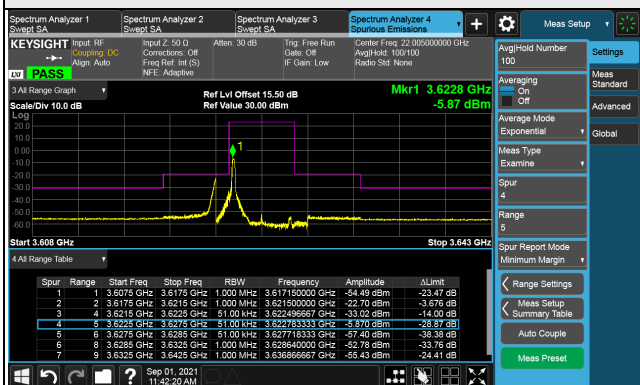 Spectrum Analyzer 1
Swept SA
Spectrum Analyzer 2
Swept SA
Spectrum Analyzer 3
Swept SA
Spectrum Analyzer 4
Spurious Emissions
Meas Setup
KEYSIGHT
LXI PASS
Input: RF
Coupling: DC
Align: Auto
Input Z: 50 Ω
Corrections: Off
Freq Ref: Int (S)
NFE: Adaptive
Atten: 30 dB
Trig: Free Run
Gate: Off
IF Gain: Low
Center Freq: 22.005000000 GHz
Avg|Hold: 100/100
Radio Std: None
3 All Range Graph
Scale/Div 10.0 dB
Ref Lvl Offset 15.50 dB
Ref Value 30.00 dBm
Mkr1 3.6228 GHz
-5.87 dBm
Log
20.0
10.0
0.00
-10.0
-20.0
-30.0
-40.0
-50.0
-60.0
1
Start 3.608 GHz
Stop 3.643 GHz
4 All Range Table
Spur Range Start Freq Stop Freq RBW Frequency Amplitude ΔLimit
1 1 3.6075 GHz 3.6175 GHz 1.000 MHz 3.617150000 GHz -54.49 dBm -23.47 dB
2 2 3.6175 GHz 3.6215 GHz 1.000 MHz 3.621500000 GHz -22.70 dBm -3.676 dB
3 4 3.6215 GHz 3.6225 GHz 51.00 kHz 3.622496667 GHz -33.02 dBm -14.00 dB
4 5 3.6225 GHz 3.6275 GHz 51.00 kHz 3.622763333 GHz -5.870 dBm -28.87 dB
5 6 3.6275 GHz 3.6285 GHz 51.00 kHz 3.627718333 GHz -57.40 dBm -38.38 dB
6 8 3.6285 GHz 3.6325 GHz 1.000 MHz 3.628640000 GHz -52.78 dBm -33.76 dB
7 9 3.6325 GHz 3.6425 GHz 1.000 MHz 3.636866667 GHz -55.43 dBm -24.41 dB
Avg|Hold Number
100
Averaging
On
Off
Average Mode
Exponential
Meas Type
Examine
Spur
4
Range
5
Spur Report Mode
Minimum Margin
Range Settings
Meas Setup
Summary Table
Auto Couple
Meas Preset
Settings
Meas
Standard
Advanced
Global
Sep 01, 2021
11:42:20 AM